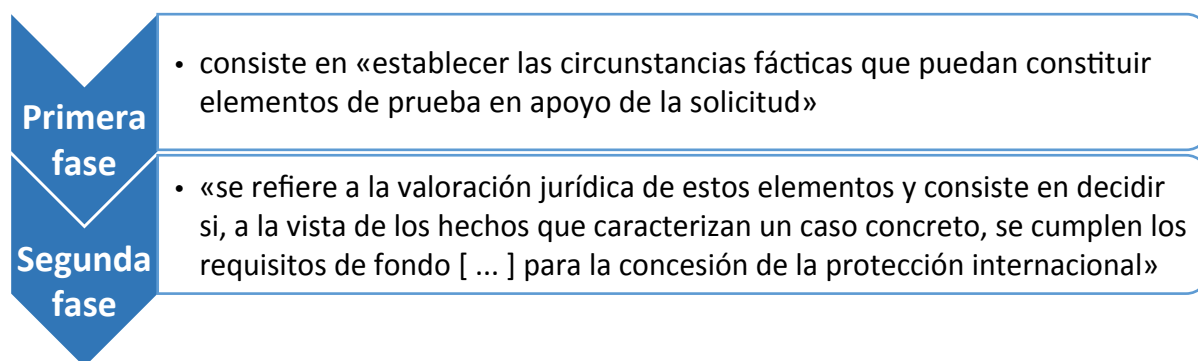 Primera
fase
• consiste en «establecer las circunstancias fácticas que puedan constituir
elementos de prueba en apoyo de la solicitud»
Segunda
fase
• «se refiere a la valoración jurídica de estos elementos y consiste en decidir
si, a la vista de los hechos que caracterizan un caso concreto, se cumplen los
requisitos de fondo [ ... ] para la concesión de la protección internacional»